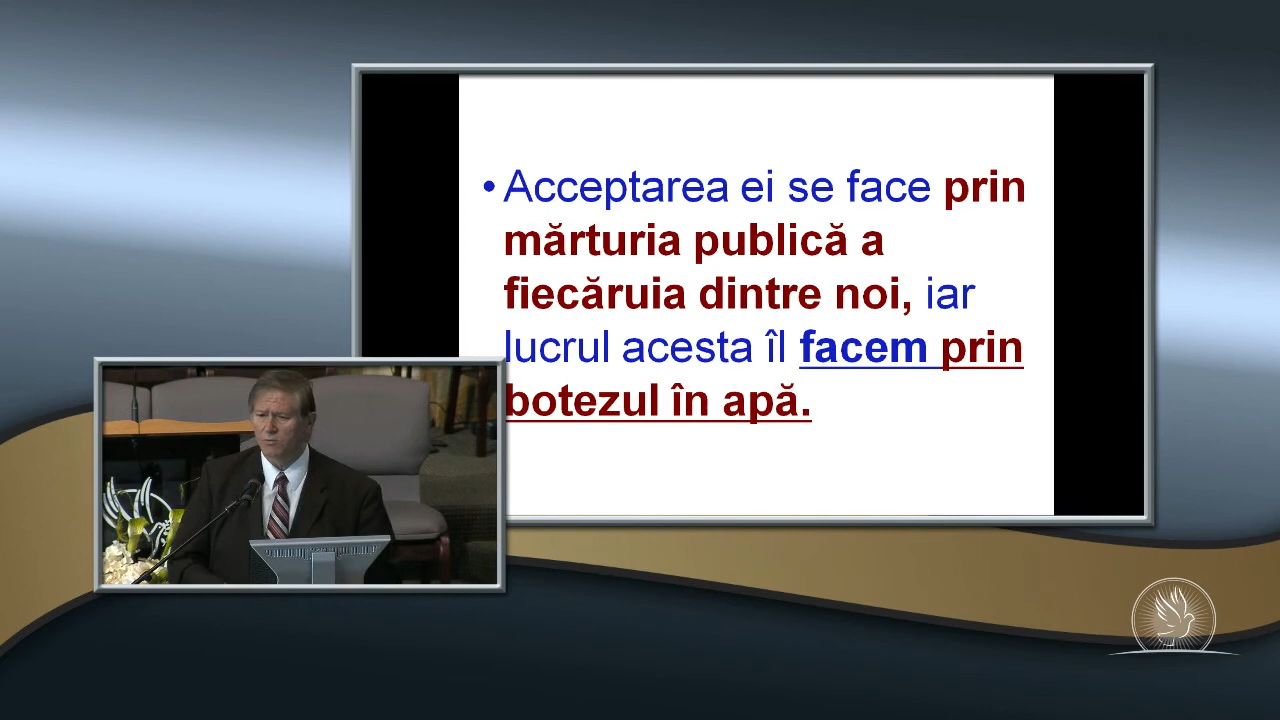 • Acceptarea ei se face prin
mărturia publică a
fiecăruia dintre noi, iar
lucrul acesta îl facem prin
botezul în apă.